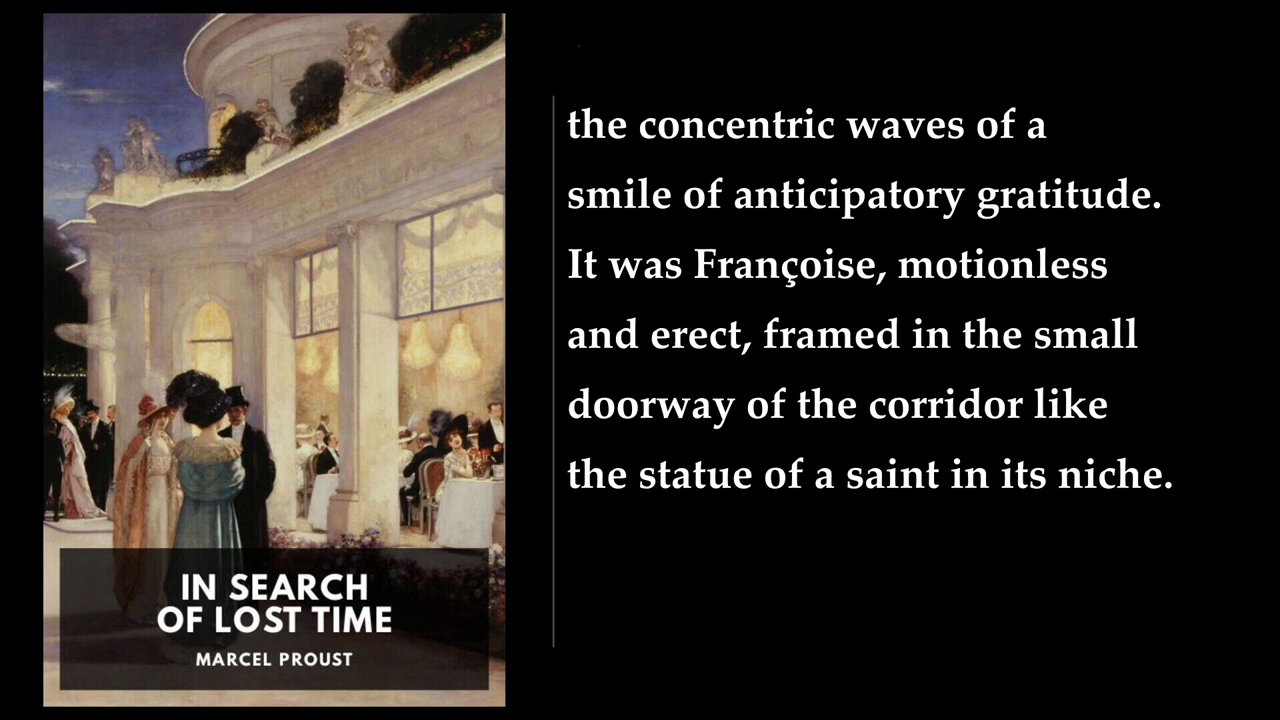 the concentric waves of a
smile of anticipatory gratitude.
It was Françoise, motionless
and erect, framed in the small
doorway of the corridor like
the statue of a saint in its niche.
IN SEARCH
OF LOST TIME
MARCEL PROUST